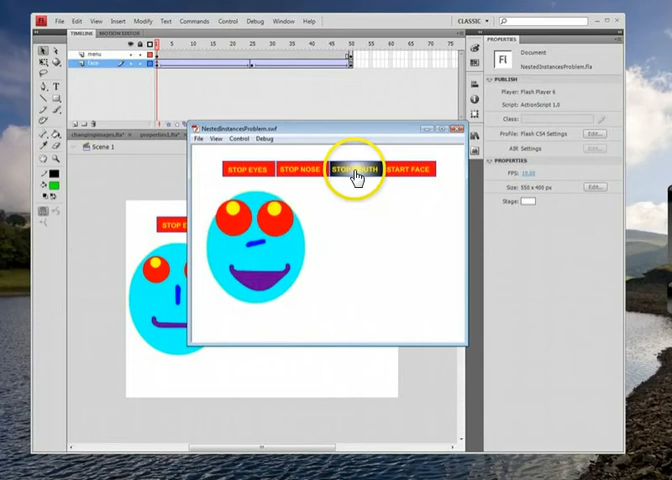 FL File Edit View Insert Modify Text Commands Control Debug Window Help CLASSIC
TIMELINE MOTION EDITOR
5 10 15 20 25 30 35 40 45 50 55 60 65 70 75
menu
face
NestedInstancesProblem.swf
File View Control Debug
Scene 1
STOP EYES STOP NOSE STOP MOUTH START FACE
STOP E
PROPERTIES
Fl
Document
NestedInstancesProblem.fla
PUBLISH
Player: Flash Player 6
Script: ActionScript 1.0
Class:
Profile: Flash CS4 Settings Edit...
AIR Settings Edit...
PROPERTIES
FPS:
Size: 550 x 400 px Edit...
Stage: